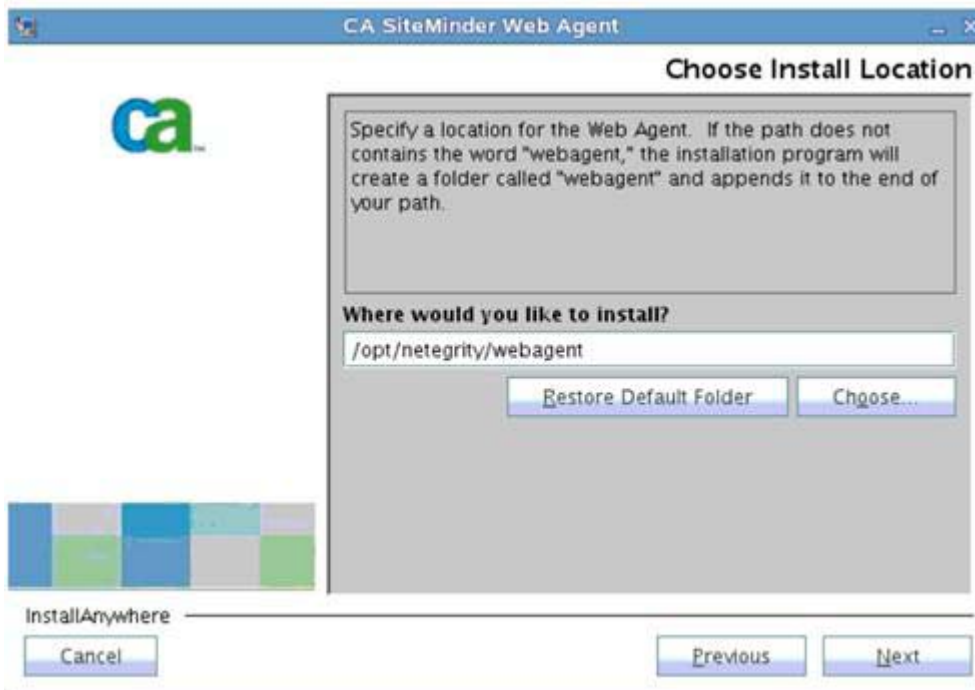 CA SiteMinder Web Agent
Choose Install Location
ca
Specify a location for the Web Agent. If the path does not
contains the word "webagent," the installation program will
create a folder called "webagent" and appends it to the end of
your path.
Where would you like to install?
/opt/netegrity/webagent
Restore Default Folder
Choose...
InstallAnywhere
Cancel
Previous
Next